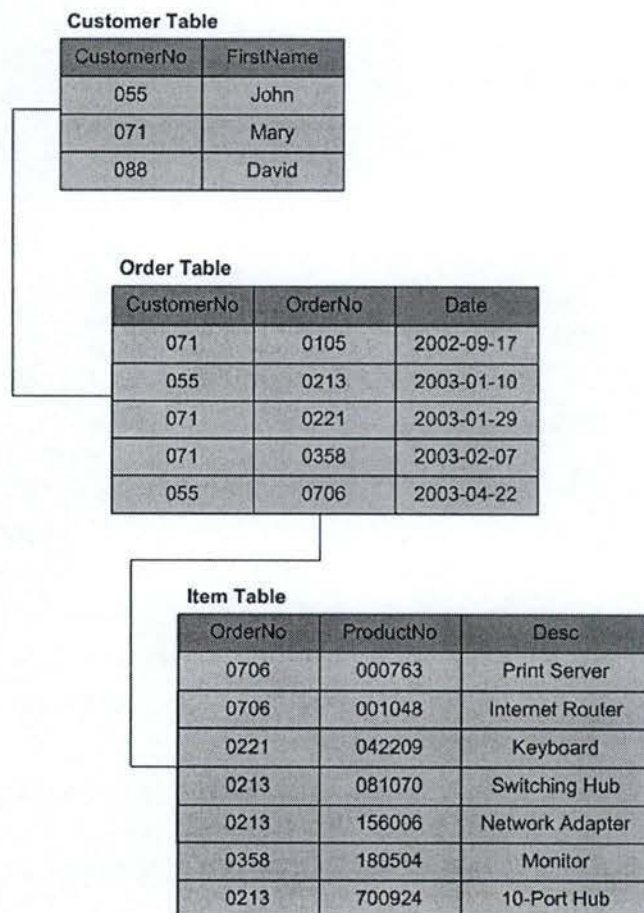 Customer Table
CustomerNo FirstName
055 John
071 Mary
088 David
Order Table
CustomerNo OrderNo Date
071 0105 2002-09-17
055 0213 2003-01-10
071 0221 2003-01-29
071 0358 2003-02-07
055 0706 2003-04-22
Item Table
OrderNo ProductNo Desc
0706 000763 Print Server
0706 001048 Internet Router
0221 042209 Keyboard
0213 081070 Switching Hub
0213 156006 Network Adapter
0358 180504 Monitor
0213 700924 10-Port Hub